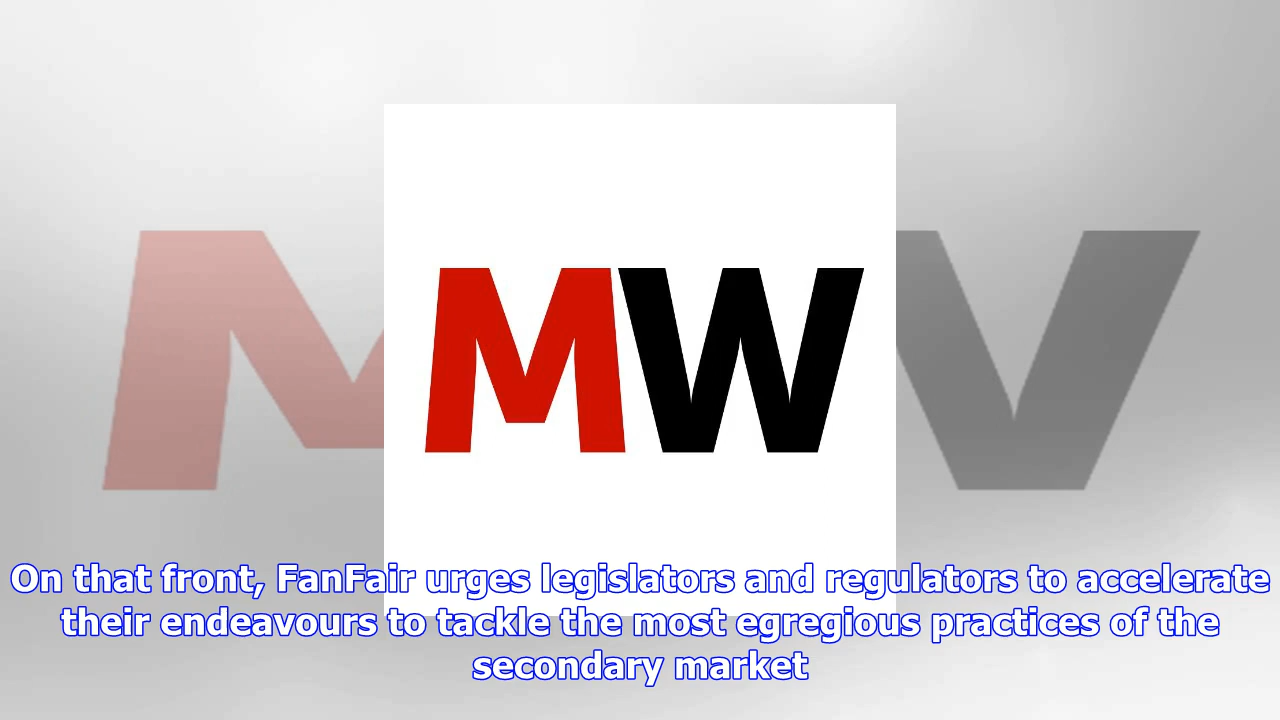 MW
On that front, FanFair urges legislators and regulators to accelerate
their endeavours to tackle the most egregious practices of the
secondary market